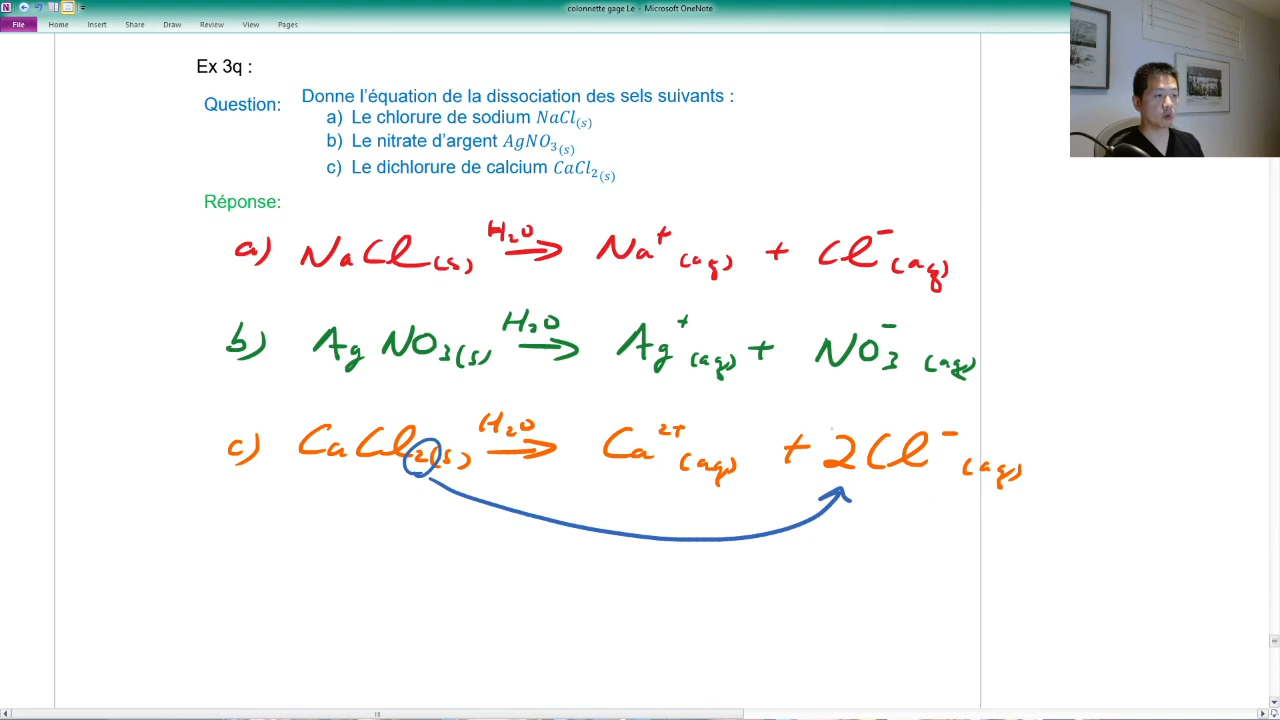 colonnette gage Le - Microsoft OneNote
File Home Insert Share Draw Review View Pages
Ex 3q :
Question: Donne l'équation de la dissociation des sels suivants :
a) Le chlorure de sodium NaCl(s)
b) Le nitrate d'argent AgNO₃(s)
c) Le dichlorure de calcium CaCl₂(s)
Réponse:
a) NaCl(s) H₂O → Na⁺(aq) + Cl⁻(aq)
b) AgNO₃(s) H₂O → Ag⁺(aq) + NO₃⁻(aq)
c) CaCl₂(s) H₂O → Ca²⁺(aq) + 2Cl⁻(aq)